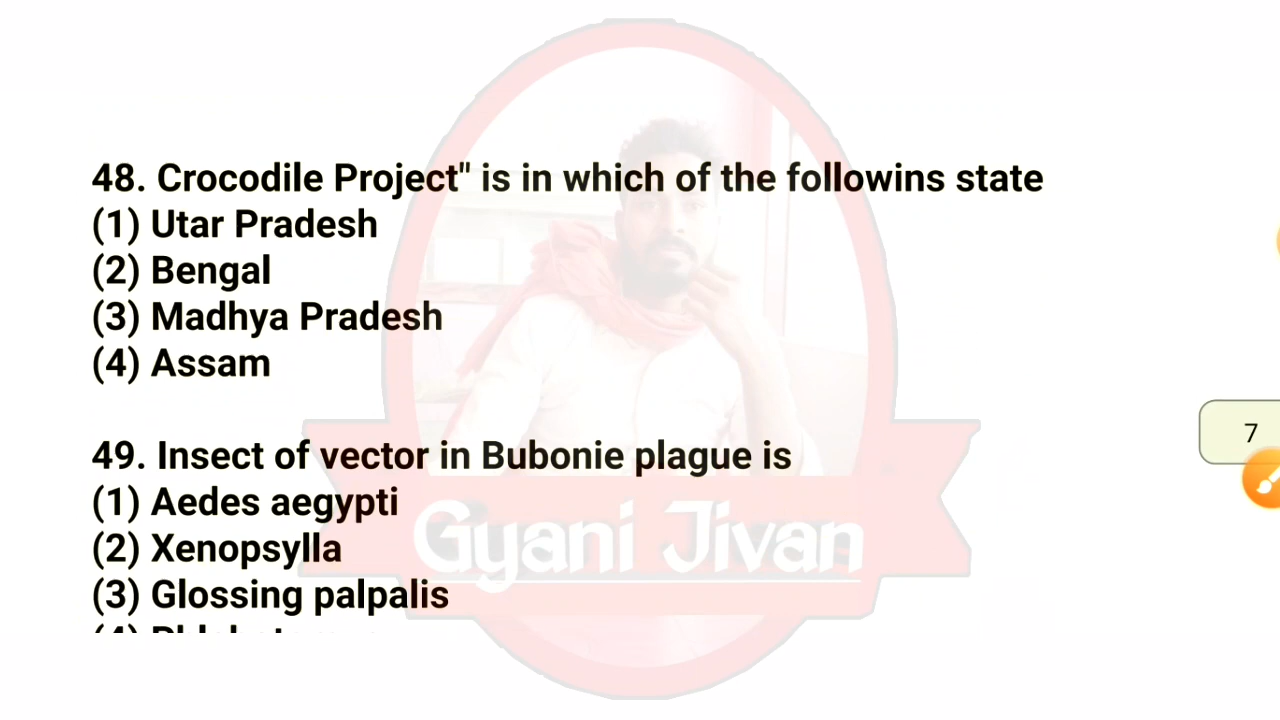 48. Crocodile Project" is in which of the followins state
(1) Utar Pradesh
(2) Bengal
(3) Madhya Pradesh
(4) Assam
49. Insect of vector in Bubonie plague is
(1) Aedes aegypti
(2) Xenopsylla
(3) Glossing palpalis
7
Gyani Jivan